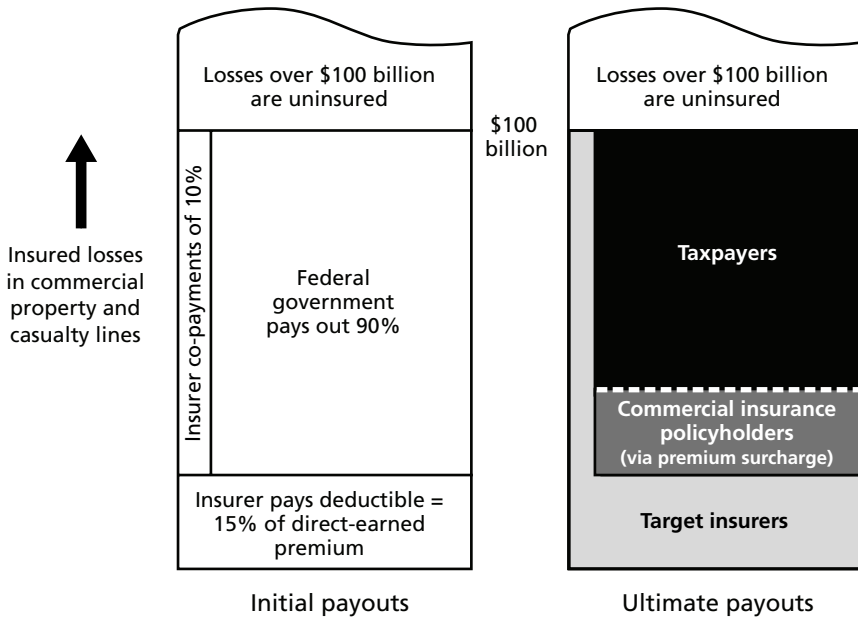 Losses over $100 billion
are uninsured
Insured losses
in commercial
property and
casualty lines
Insurer co-payments of 10%
Federal
government
pays out 90%
Insurer pays deductible =
15% of direct-earned
premium
Initial payouts
$100
billion
Losses over $100 billion
are uninsured
Taxpayers
Commercial insurance
policyholders
(via premium surcharge)
Target insurers
Ultimate payouts